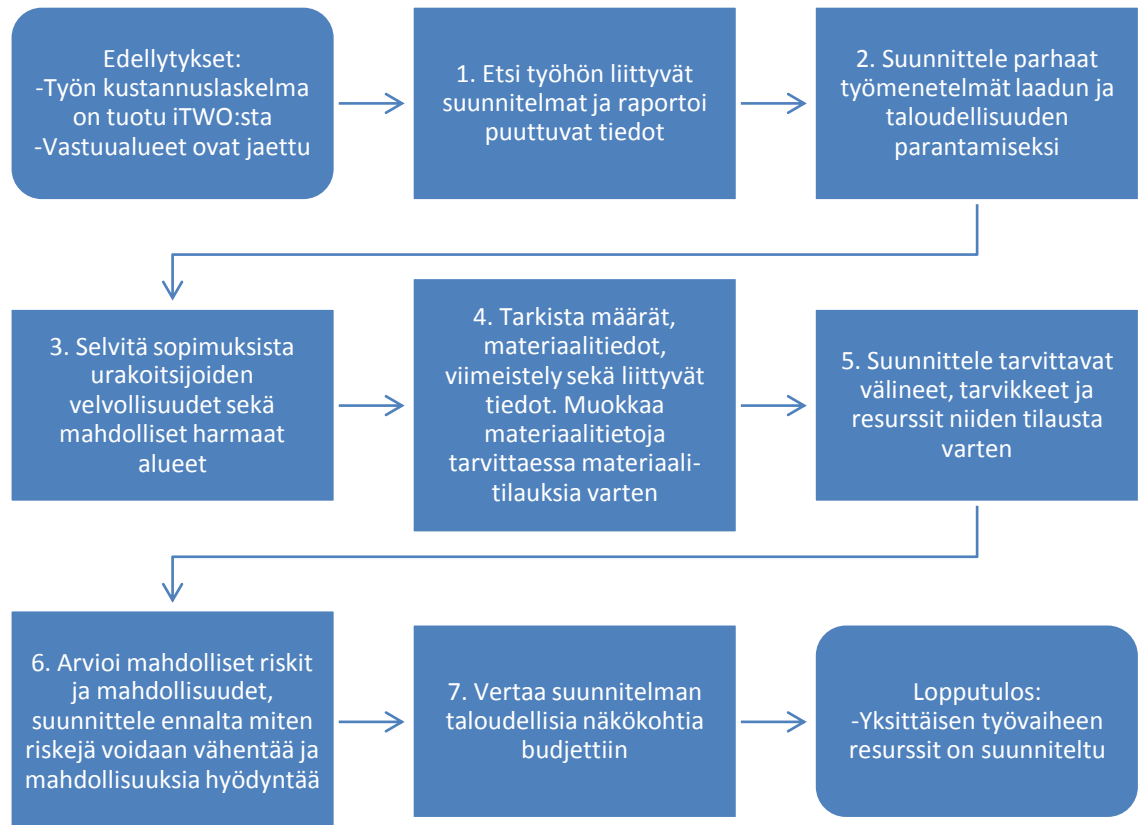 Edellytykset:
-Työn kustannuslaskelma
on tuotu iTWO:sta
-Vastuualueet ovat jaettu
1. Etsi työhön liittyvät
suunnitelmat ja raportoi
puuttuvat tiedot
2. Suunnittele parhaat
työmenetelmät laadun ja
taloudellisuuden
parantamiseksi
3. Selvitä sopimuksista
urakoitsijoiden
velvollisuudet sekä
mahdolliset harmaat
alueet
4. Tarkista määrät,
materiaalitiedot,
viimeistely sekä liittyvät
tiedot. Muokkaa
materiaalitietoja
tarvittaessa materiaali-
tilauksia varten
5. Suunnittele tarvittavat
välineet, tarvikkeet ja
resurssit niiden tilausta
varten
6. Arvioi mahdolliset riskit
ja mahdollisuudet,
suunnittele ennalta miten
riskejä voidaan vähentää ja
mahdollisuuksia hyödyntää
7. Vertaa suunnitelman
taloudellisia näkökohtia
budjettiin
Lopputulos:
-Yksittäisen työvaiheen
resurssit on suunniteltu